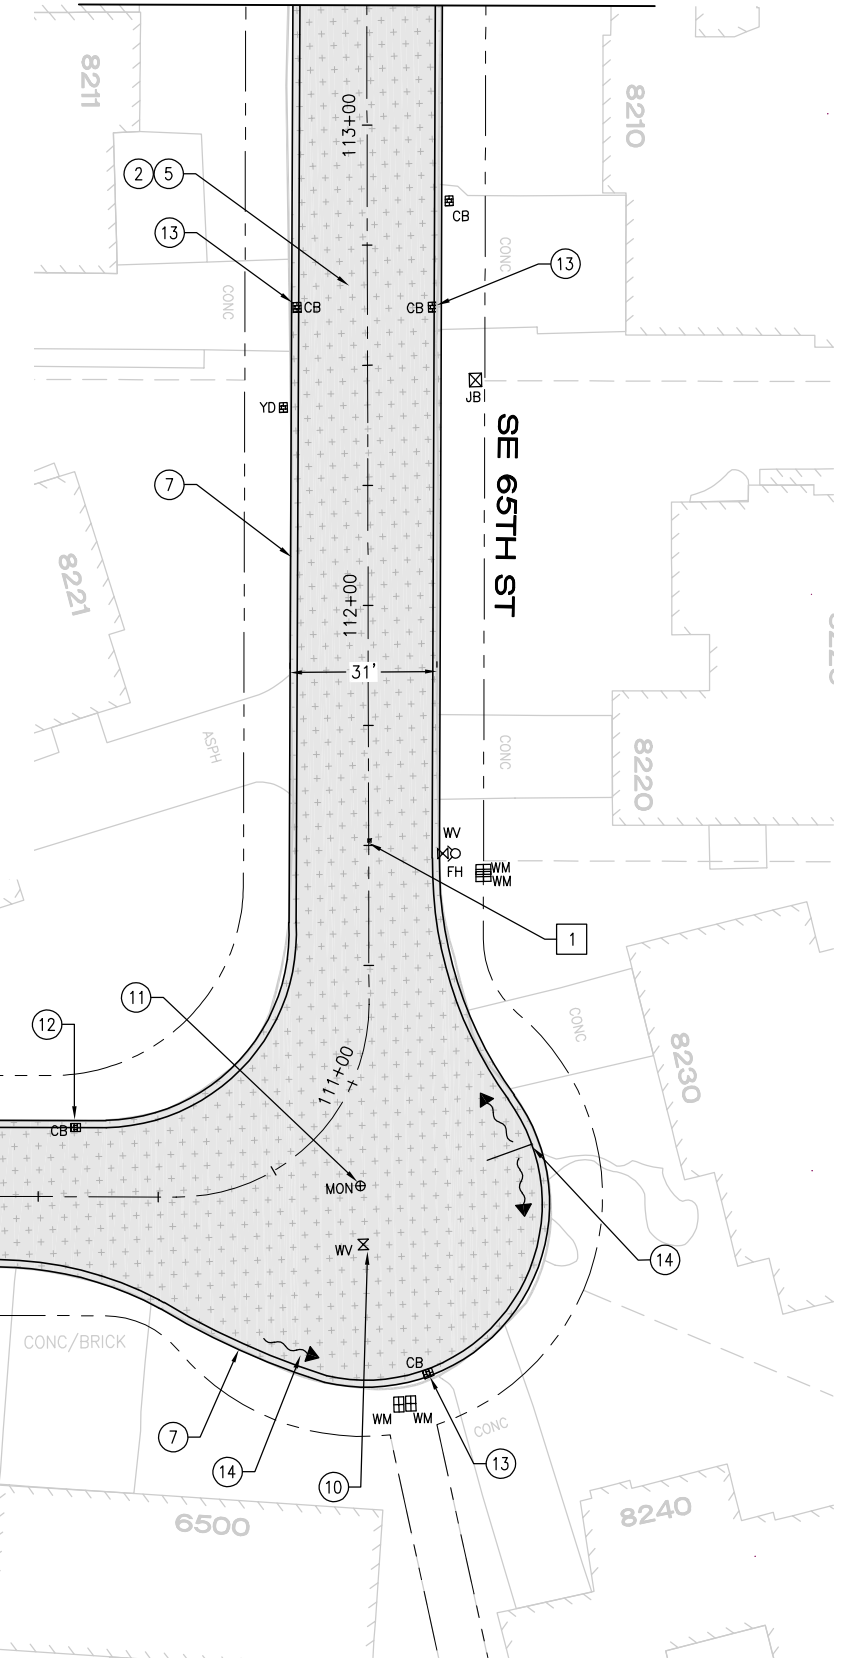 8211
8210
113+00
2
5
CB
13
13
CONC
CONC
CB
CB
JB
YD
SE 65TH ST
7
8221
112+00
31'
ASPH
CONC
8220
WV
FH
WM
WM
1
11
12
CONC
8230
111+00
CB
MON
WV
14
CONC/BRICK
CB
WM
WM
CONC
7
14
10
13
6500
8240